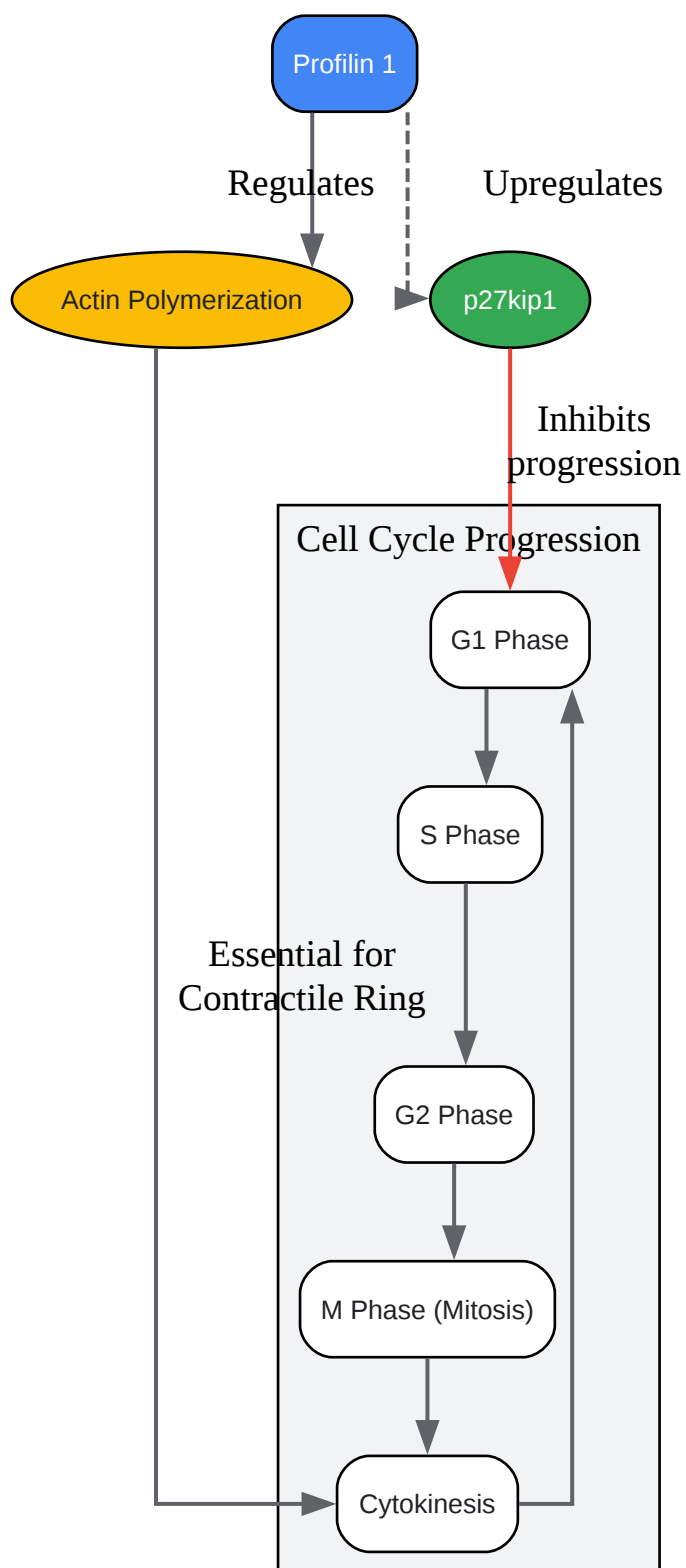 Profilin 1
Regulates
Upregulates
Actin Polymerization
p27kip1
Inhibits
progression
Cell Cycle Progression
G1 Phase
S Phase
Essential for
Contractile Ring
G2 Phase
M Phase (Mitosis)
Cytokinesis